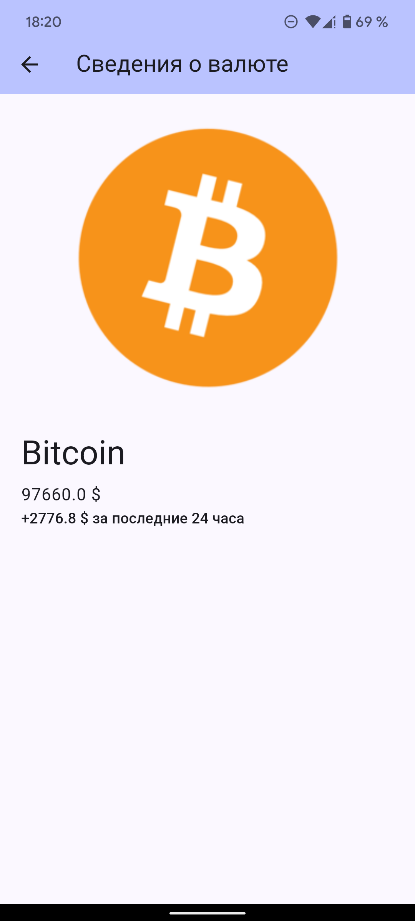 18:20
69 %
Сведения о валюте
Bitcoin
97660.0 $
+2776.8 $ за последние 24 часа